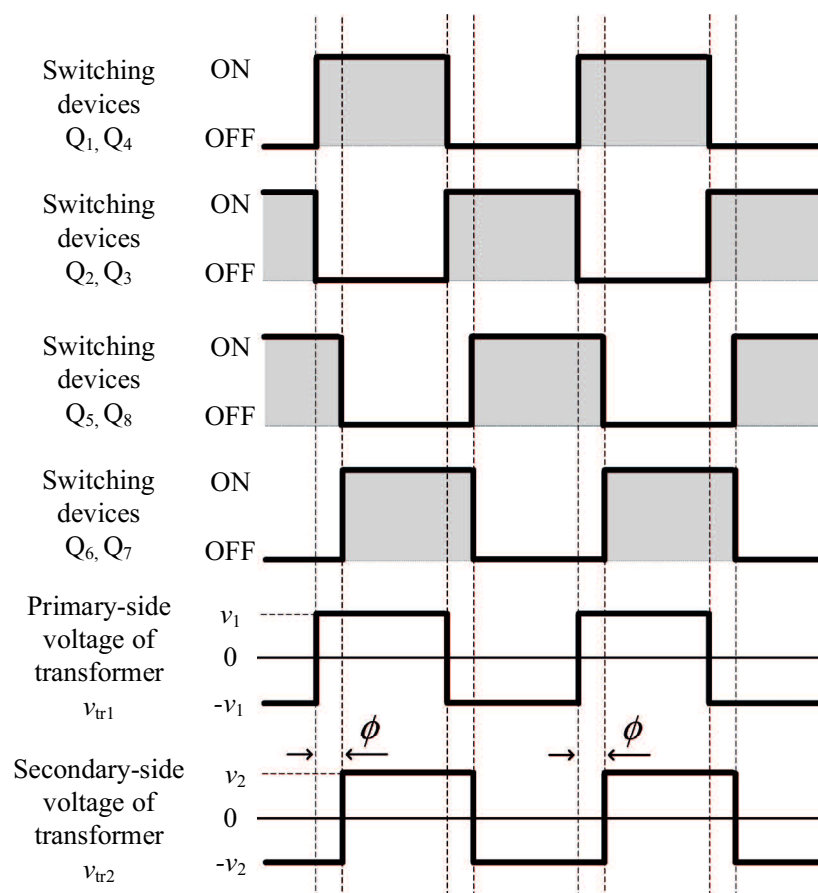 Switching
devices
Q1, Q4
ON
OFF
Switching
devices
Q2, Q3
ON
OFF
Switching
devices
Q5, Q8
ON
OFF
Switching
devices
Q6, Q7
ON
OFF
Primary-side
voltage of
transformer
vtr1
v1
0
-v1
ϕ
ϕ
Secondary-side
voltage of
transformer
vtr2
v2
0
-v2